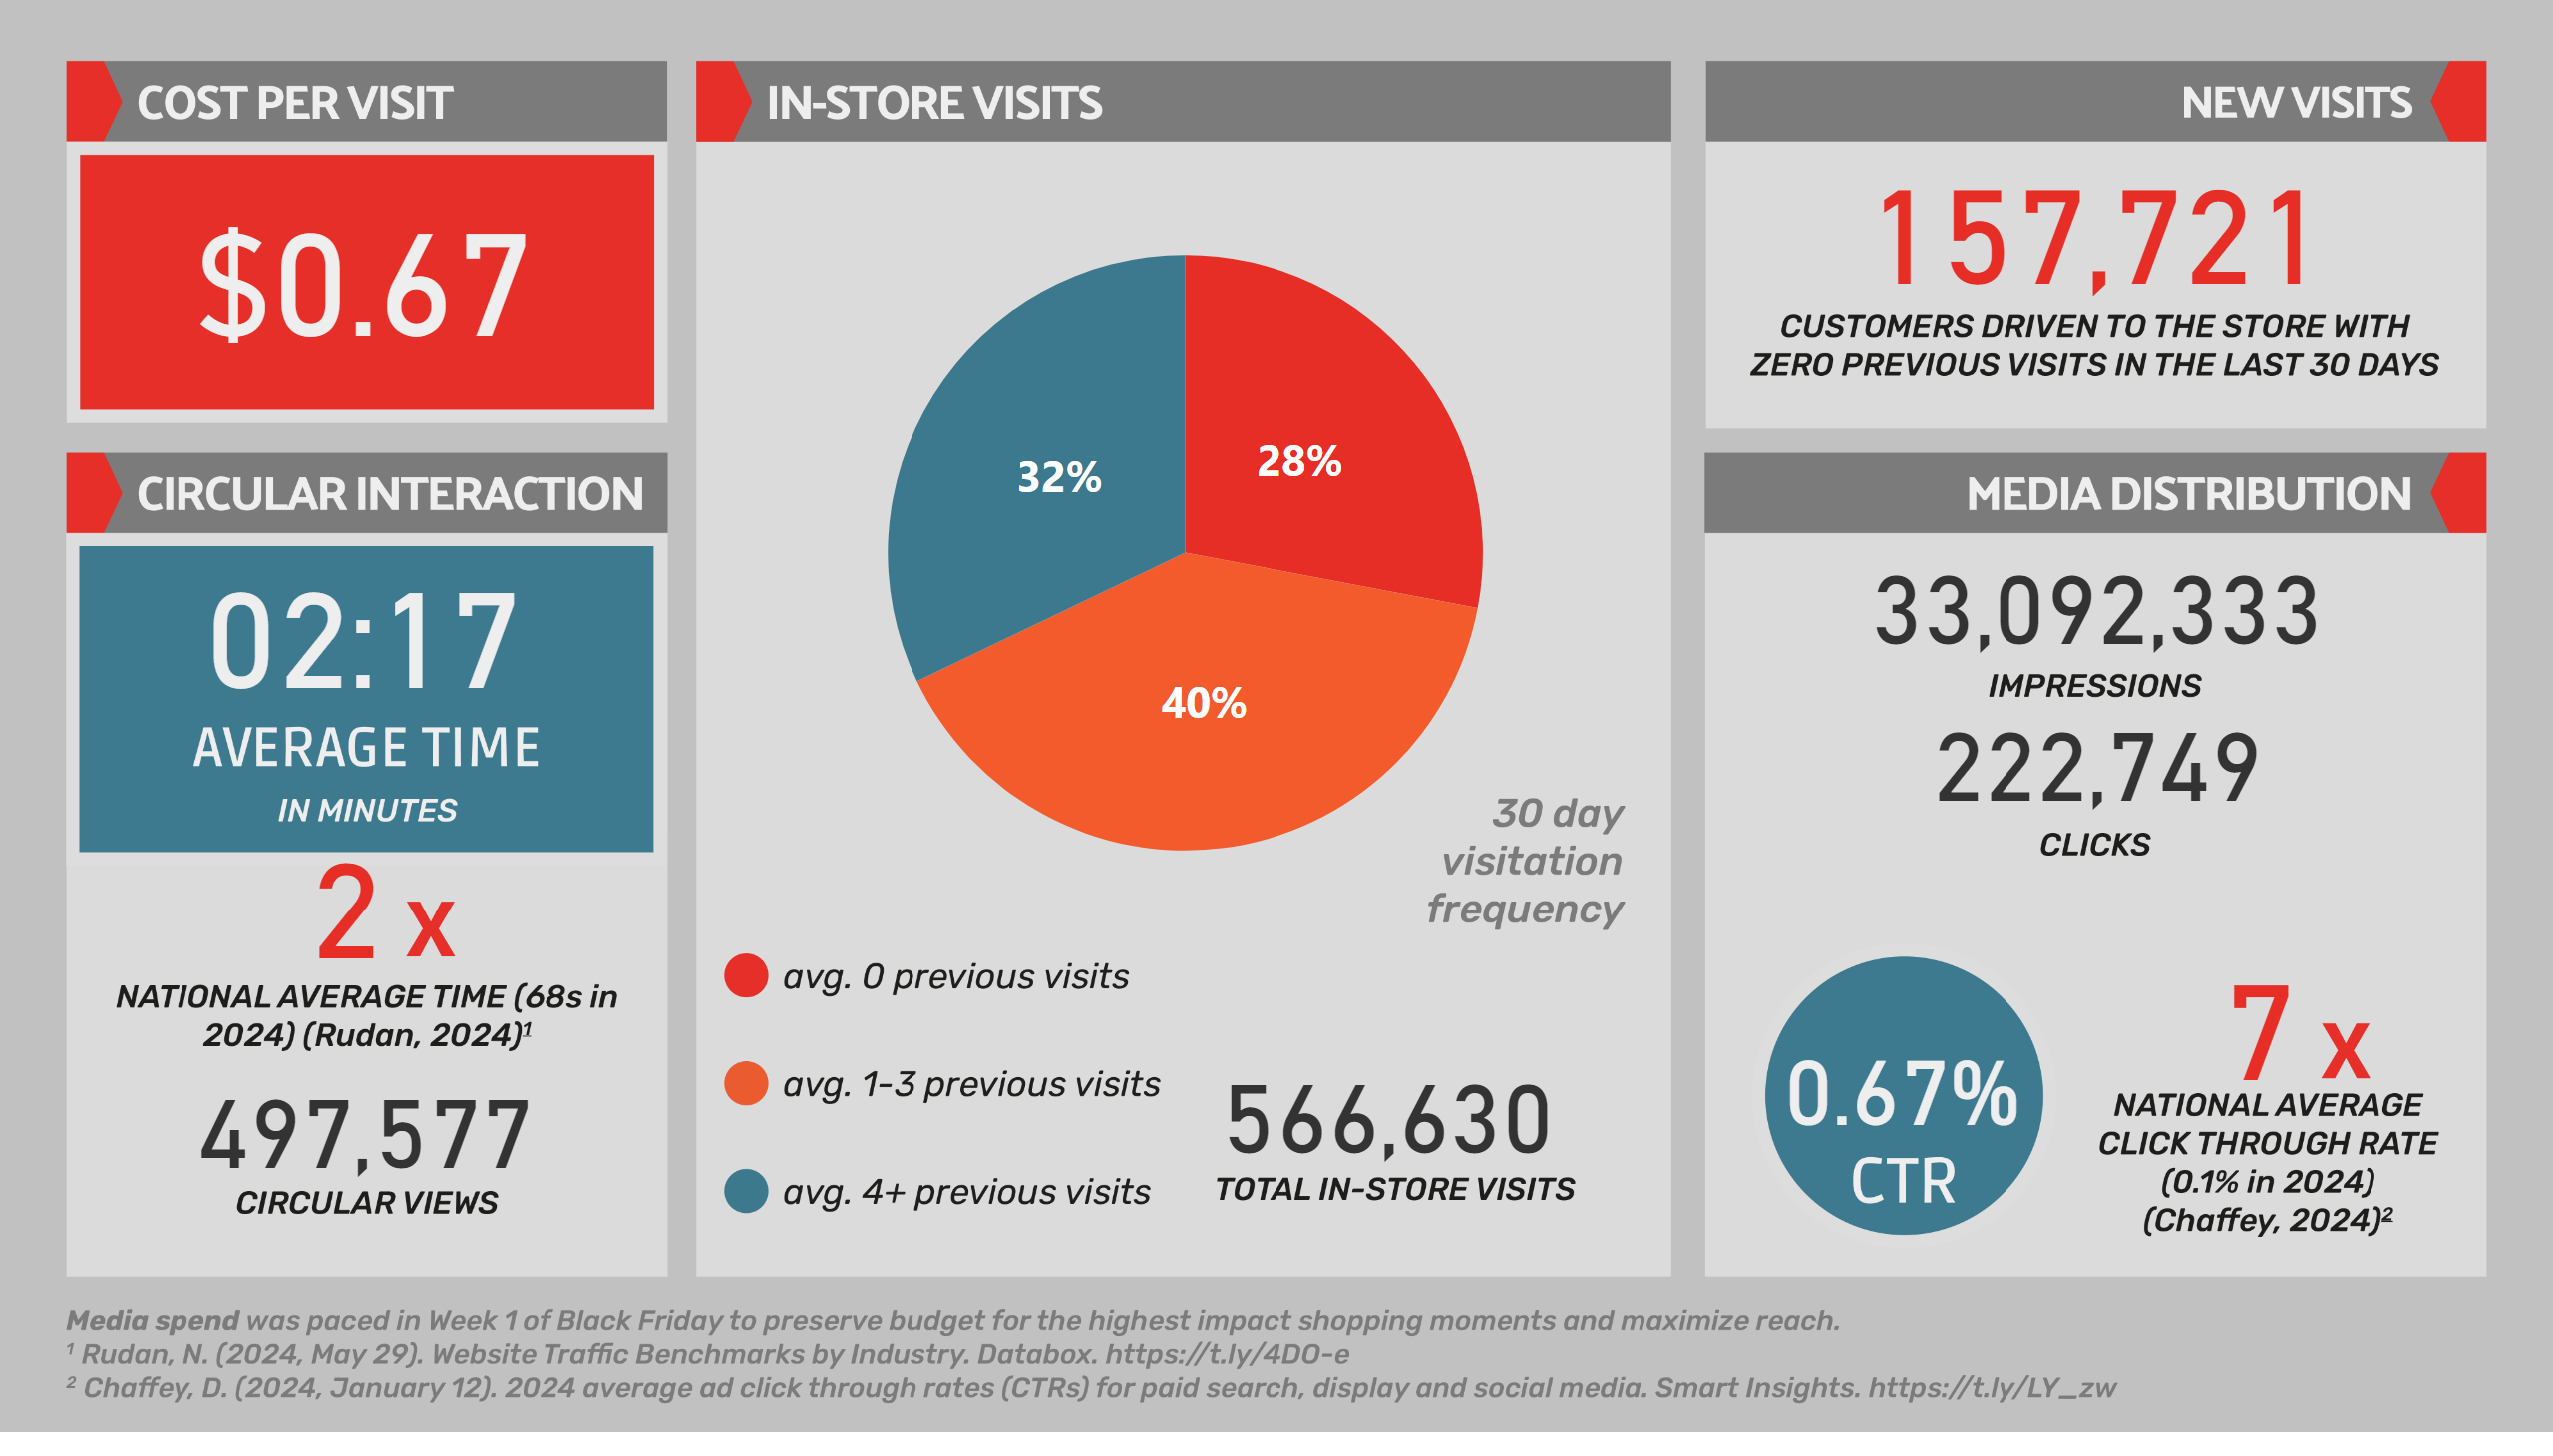 COST PER VISIT
$0.67
CIRCULAR INTERACTION
02:17
AVERAGE TIME
IN MINUTES
2 x
NATIONAL AVERAGE TIME (68s in
2024) (Rudan, 2024)¹
497,577
CIRCULAR VIEWS
IN-STORE VISITS
32%
28%
40%
30 day
visitation
frequency
avg. 0 previous visits
avg. 1-3 previous visits
avg. 4+ previous visits
566,630
TOTAL IN-STORE VISITS
NEW VISITS
157,721
CUSTOMERS DRIVEN TO THE STORE WITH
ZERO PREVIOUS VISITS IN THE LAST 30 DAYS
MEDIA DISTRIBUTION
33,092,333
IMPRESSIONS
222,749
CLICKS
0.67%
CTR
7 x
NATIONAL AVERAGE
CLICK THROUGH RATE
(0.1% in 2024)
(Chaffey, 2024)²
Media spend was paced in Week 1 of Black Friday to preserve budget for the highest impact shopping moments and maximize reach.
¹ Rudan, N. (2024, May 29). Website Traffic Benchmarks by Industry. Databox. https://t.ly/4DO-e
² Chaffey, D. (2024, January 12). 2024 average ad click through rates (CTRs) for paid search, display and social media. Smart Insights. https://t.ly/LY_zw